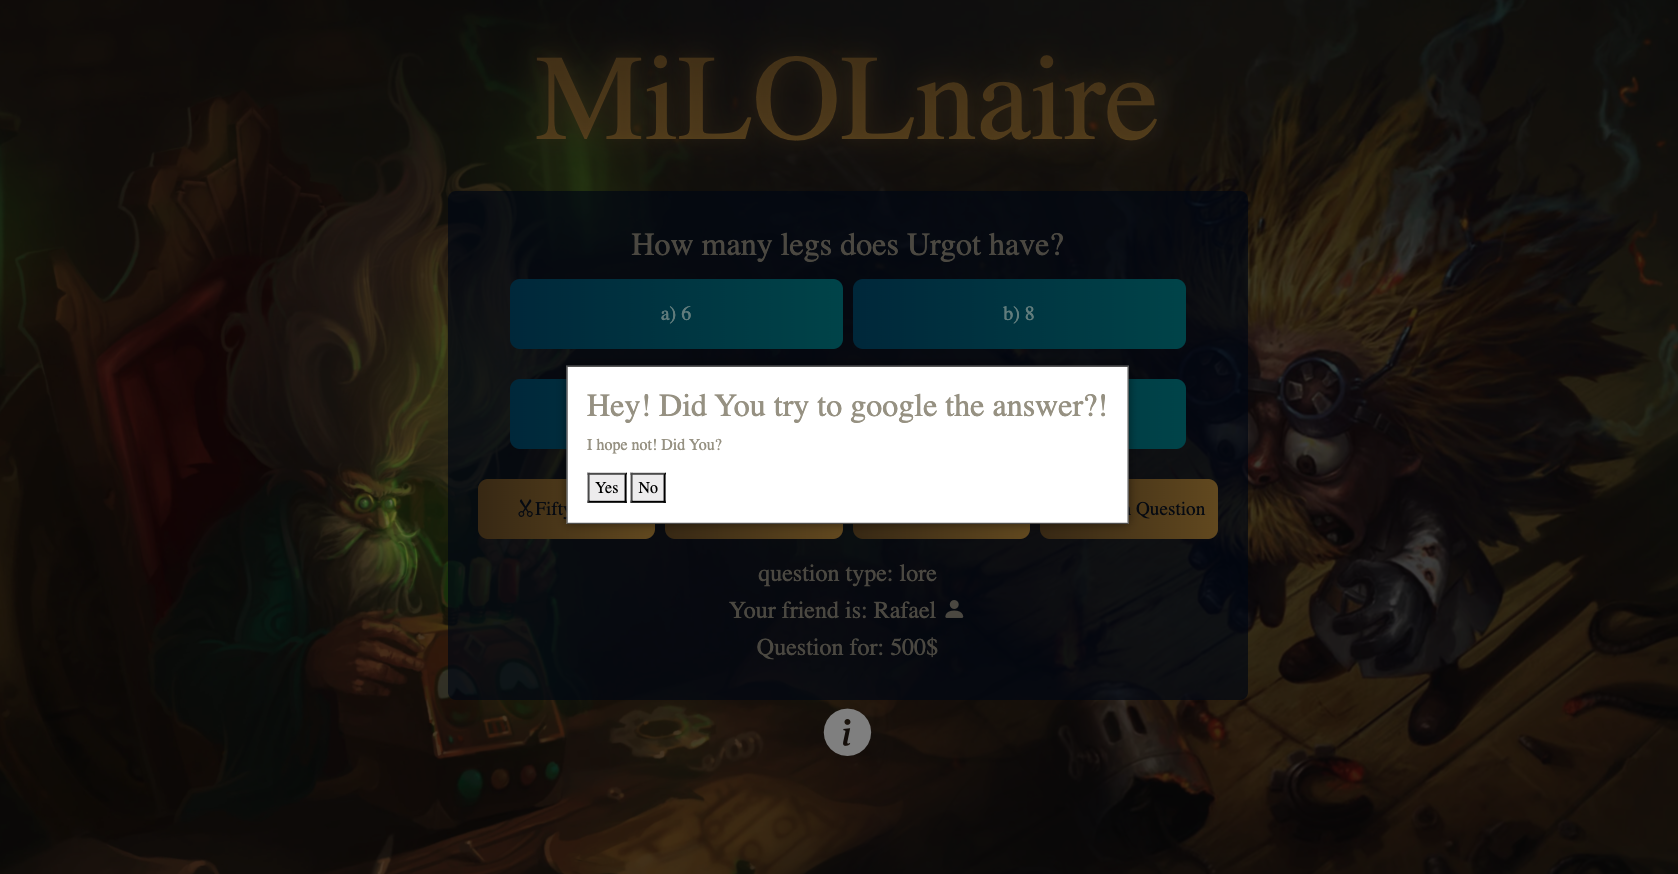 MiLOLnaire
How many legs does Urgot have?
a) 6
b) 8
Hey! Did You try to google the answer?!
I hope not! Did You?
Yes
No
Question
question type: lore
Your friend is: Rafael
Question for: 500$
i